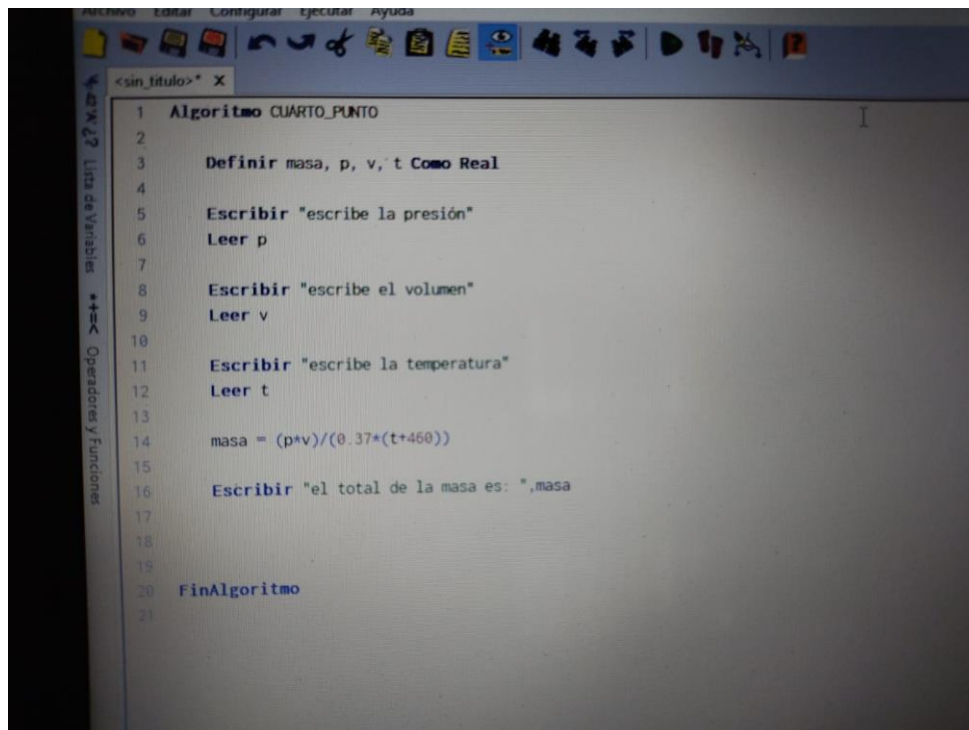 Archivo Editar Configurar Ejecutar Ayuda
<sin_titulo>* X
1 Algoritmo CUARTO_PUNTO
2
3 Definir masa, p, v, t Como Real
4
5 Escribir "escribe la presión"
6 Leer p
7
8 Escribir "escribe el volumen"
9 Leer v
10
11 Escribir "escribe la temperatura"
12 Leer t
13
14 masa = (p*v)/(0.37*(t+460))
15
16 Escribir "el total de la masa es: ",masa
17
18
19
20 FinAlgoritmo
21
Lista de Variables
*+=< Operadores y Funciones